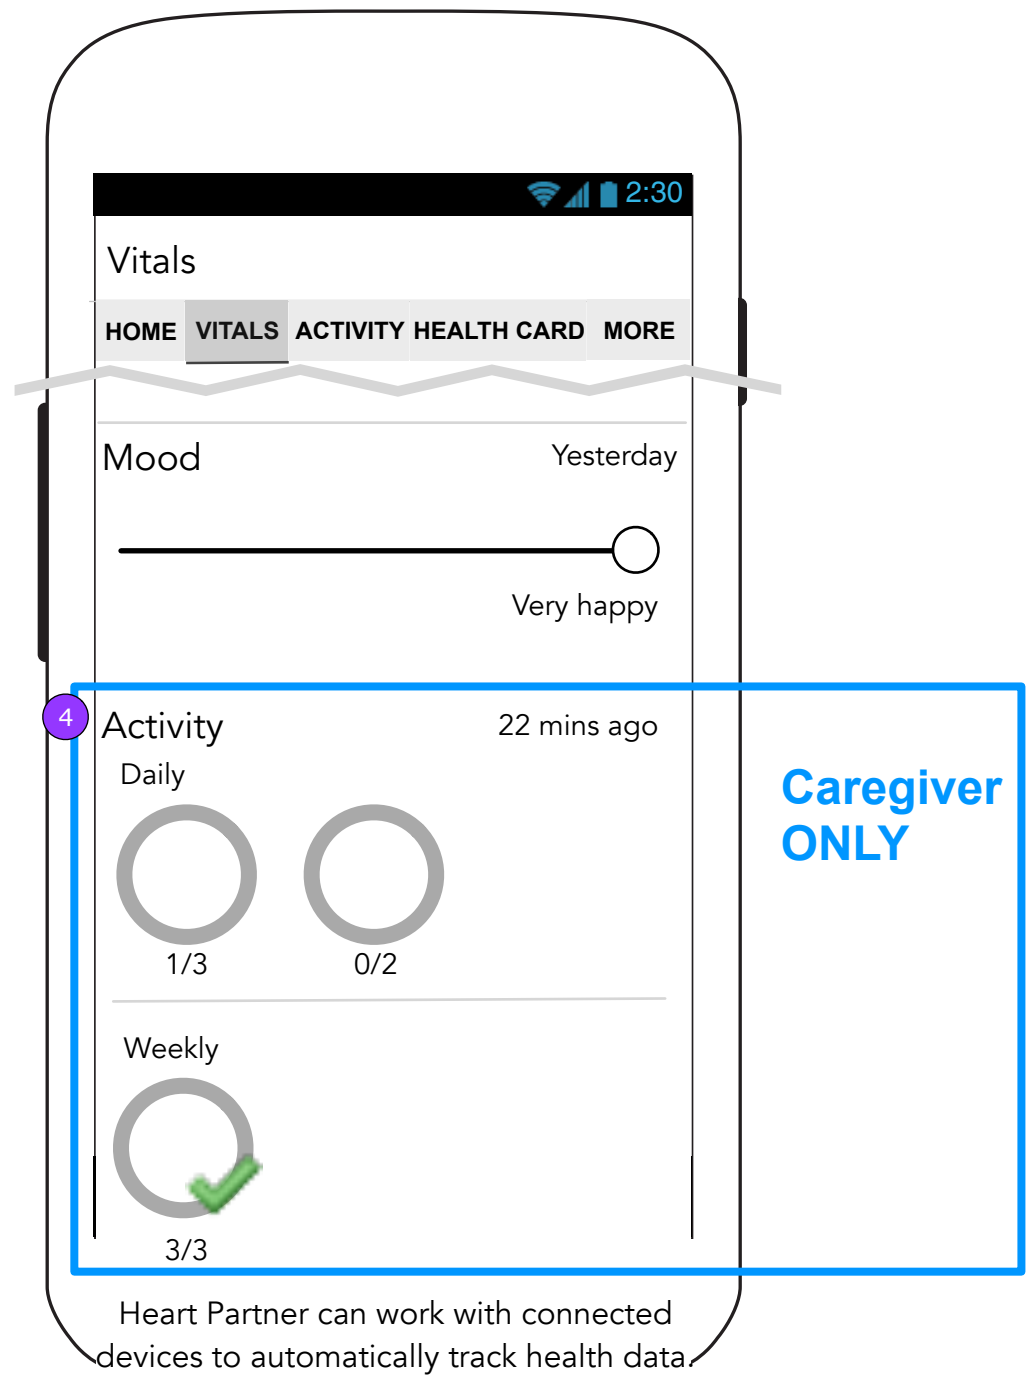 2:30
Vitals
HOME VITALS ACTIVITY HEALTH CARD MORE
Mood Yesterday
Very happy
4
Activity 22 mins ago
Daily
Caregiver
ONLY
1/3 0/2
Weekly
3/3
Heart Partner can work with connected
devices to automatically track health data.